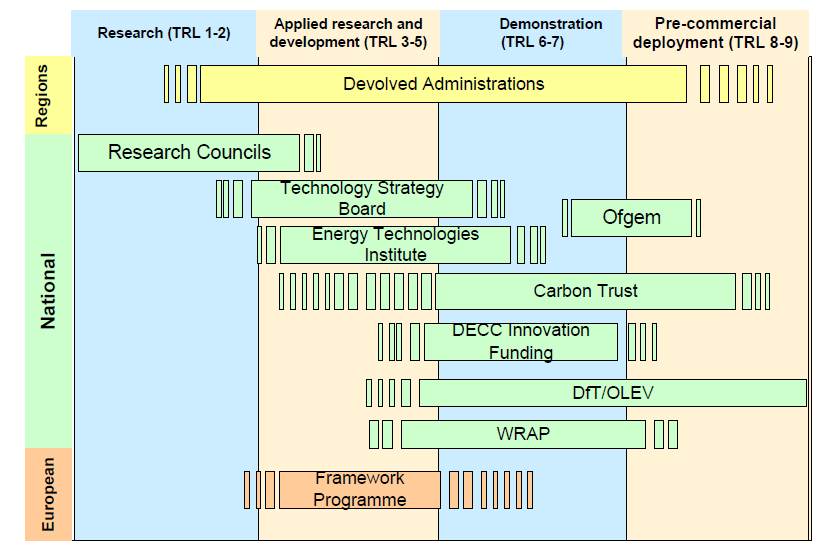 Research (TRL 1-2)
Applied research and
development (TRL 3-5)
Demonstration
(TRL 6-7)
Pre-commercial
deployment (TRL 8-9)
Regions
Devolved Administrations
National
Research Councils
Technology Strategy
Board
Ofgem
Energy Technologies
Institute
Carbon Trust
DECC Innovation
Funding
DfT/OLEV
WRAP
European
Framework
Programme